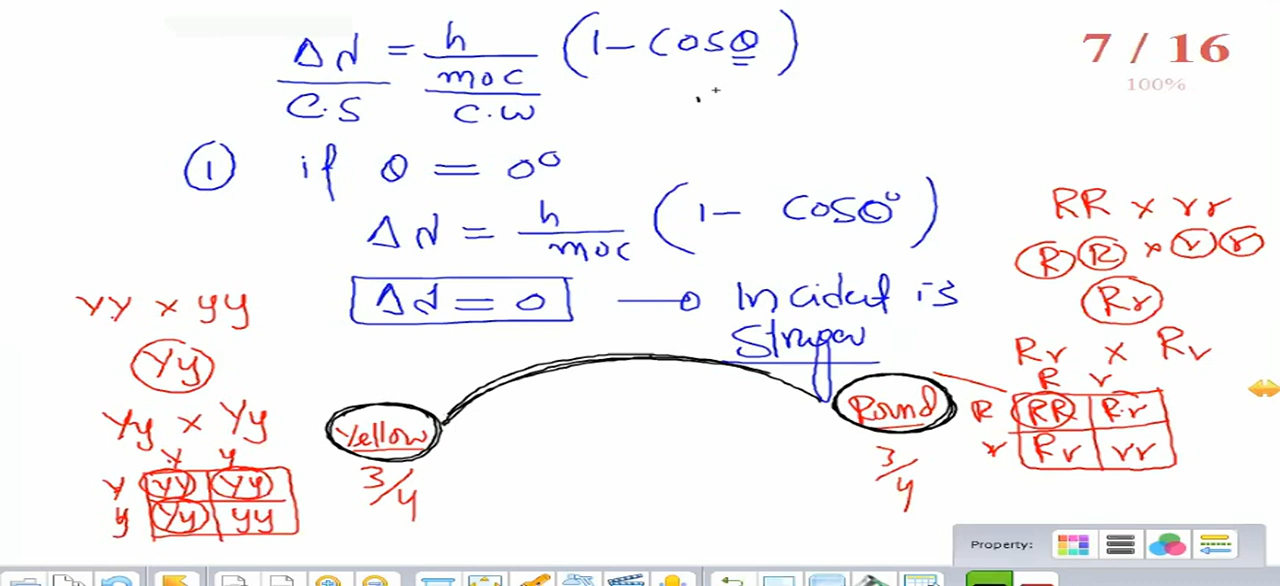 Δλ = h/m₀c (1 - cosθ)
C.S C.W
7 / 16
100%
① if θ = 0°
Δλ = h/m₀c (1 - cos0°)
Δλ = 0 → Incident is
Stronger
YY × yy
Yy
Yy × Yy
Y y
Y YY Yy
y Yy yy
Yellow
3/4
Round
3/4
RR × rr
R R × r r
Rr
Rr × Rr
R r
R RR Rr
r Rr rr
Property: